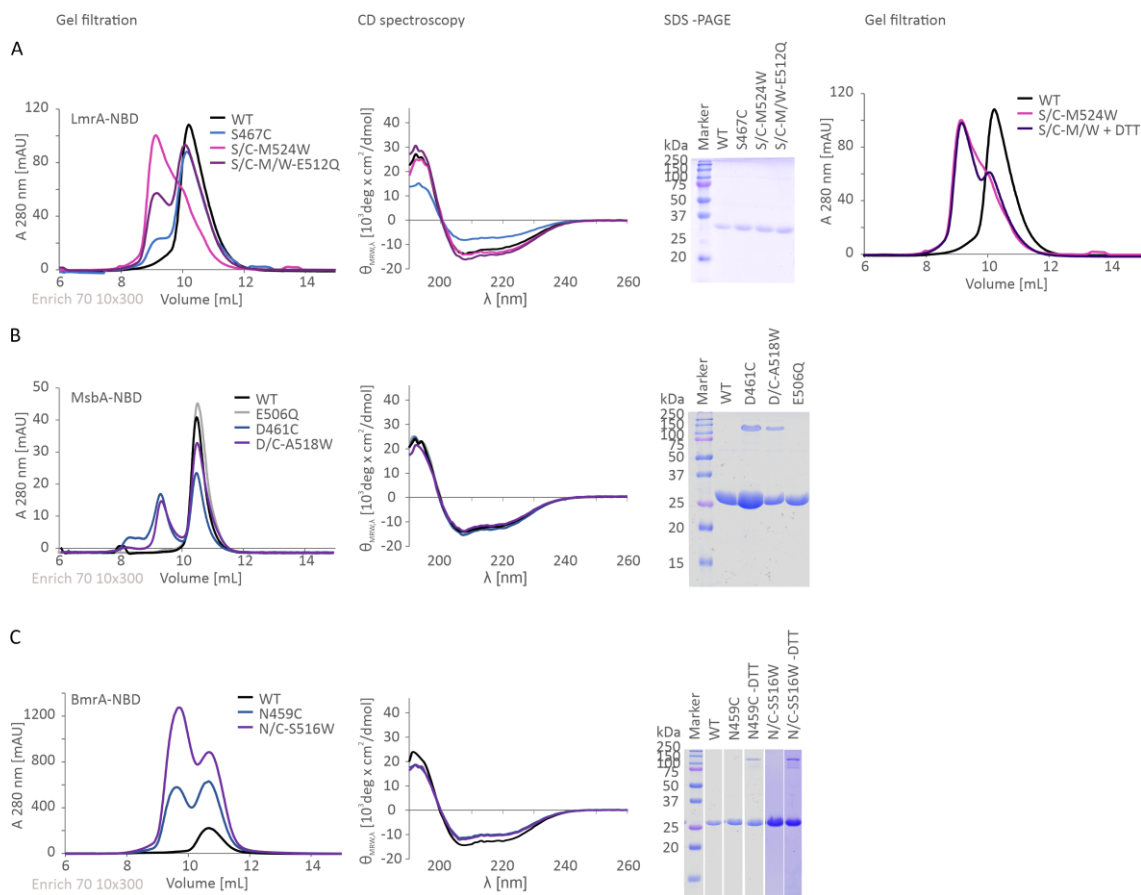 Gel filtration
CD spectroscopy
SDS -PAGE
Gel filtration
A
A 280 nm [mAU]
120
80
40
0
LmrA-NBD
WT
S467C
S/C-M524W
S/C-M/W-E512Q
6 8 10 12 14
Enrich 70 10x300
Volume [mL]
θMRW,λ [10³deg x cm²/dmol]
40
30
20
10
0
-10
-20
200 220 240 260
λ [nm]
kDa
Marker
WT
S467C
S/C-M524W
S/C-M/W-E512Q
250
150
100
75
50
37
25
20
A 280 nm [mAU]
120
80
40
0
WT
S/C-M524W
S/C-M/W + DTT
6 8 10 12 14
Volume [mL]
B
A 280 nm [mAU]
50
40
30
20
10
0
MsbA-NBD
WT
E506Q
D461C
D/C-A518W
6 8 10 12 14
Enrich 70 10x300
Volume [mL]
θMRW,λ [10³deg x cm²/dmol]
40
30
20
10
0
-10
-20
200 220 240 260
λ [nm]
kDa
Marker
WT
D461C
D/C-A518W
E506Q
250
150
100
75
50
37
25
20
15
C
A 280 nm [mAU]
1200
800
400
0
BmrA-NBD
WT
N459C
N/C-S516W
6 8 10 12 14
Enrich 70 10x300
Volume [mL]
θMRW,λ [10³deg x cm²/dmol]
40
30
20
10
0
-10
-20
200 220 240 260
λ [nm]
kDa
Marker
WT
N459C
N459C -DTT
N/C-S516W
N/C-S516W -DTT
250
150
100
75
50
37
25
20